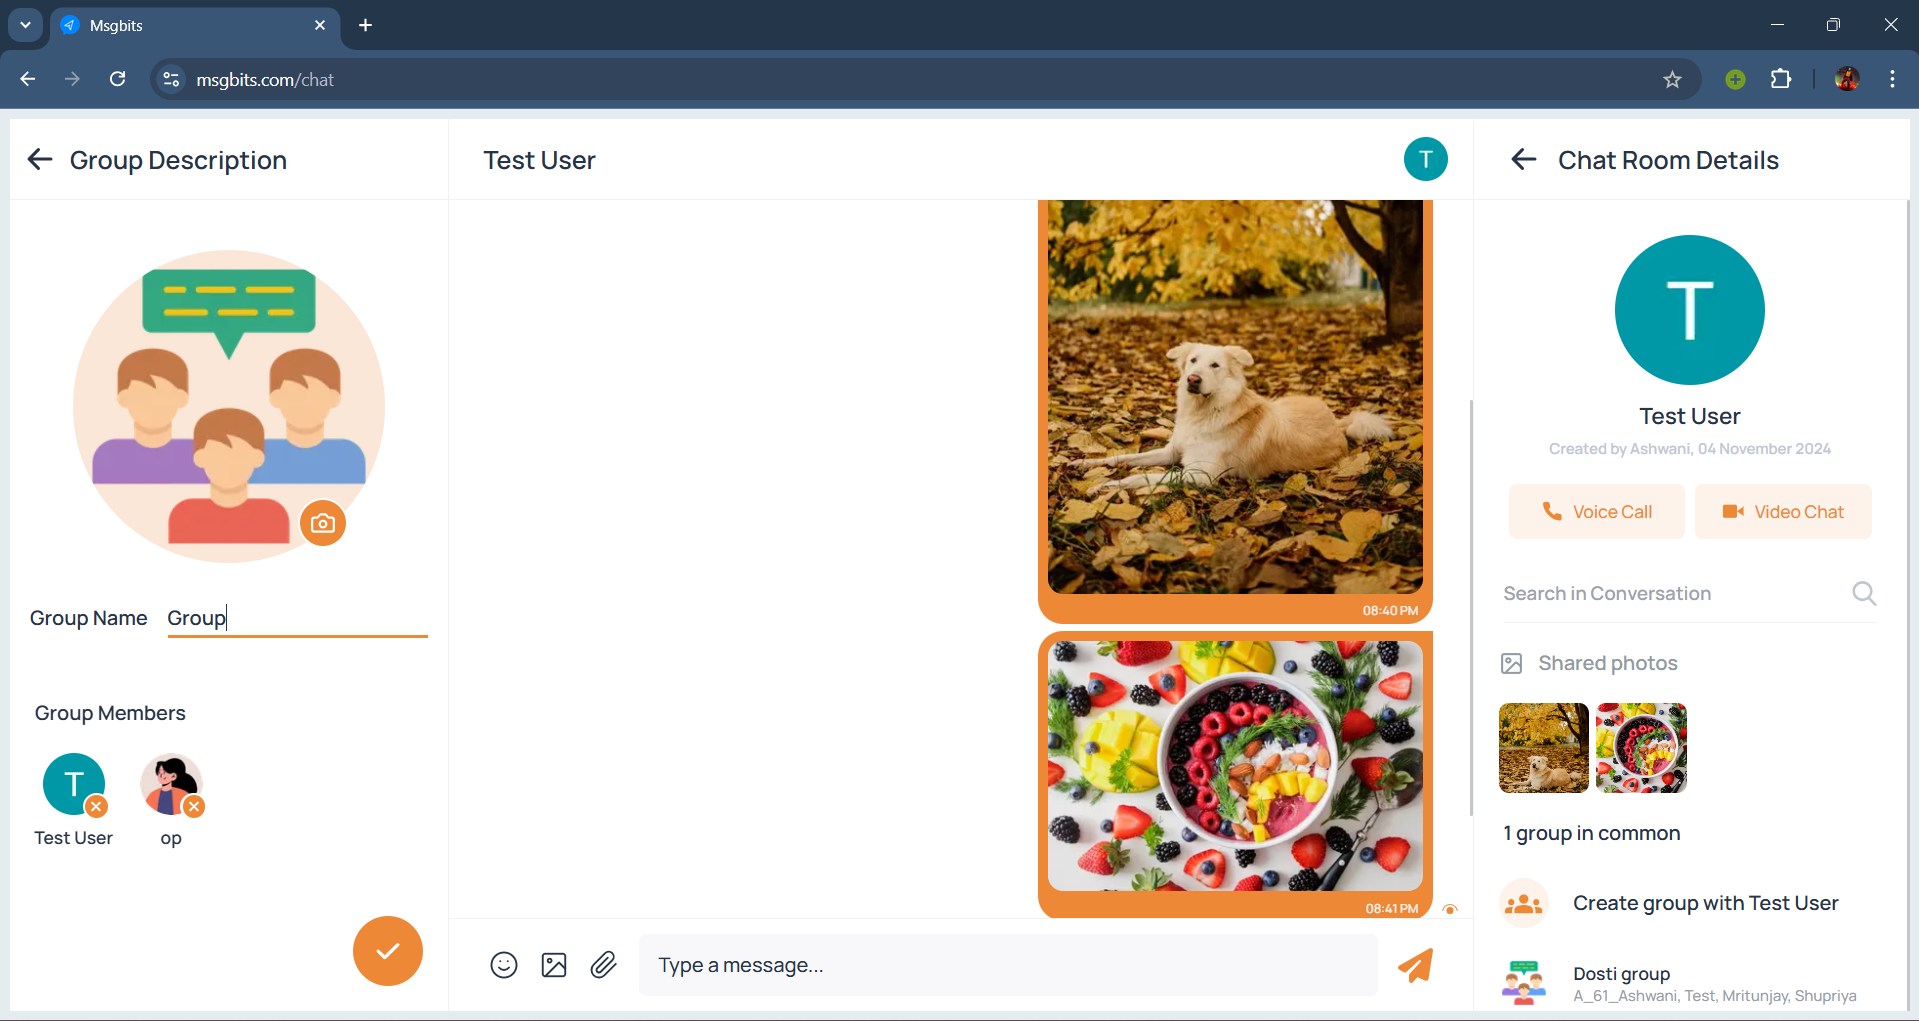 Msgbits
msgbits.com/chat
Group Description
Group Name Group
Group Members
T
Test User
op
Test User
T
08:40 PM
08:41 PM
Type a message...
Chat Room Details
T
Test User
Created by Ashwani, 04 November 2024
Voice Call
Video Chat
Search in Conversation
Shared photos
1 group in common
Create group with Test User
Dosti group
A_61_Ashwani, Test, Mritunjay, Shupriya